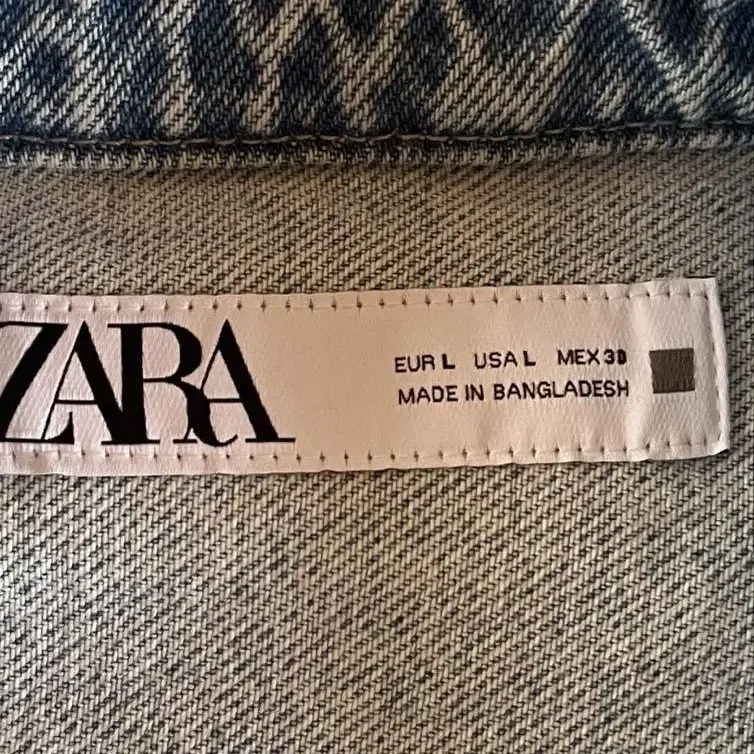 ZARA
EUR L USA L MEX 30
MADE IN BANGLADESH